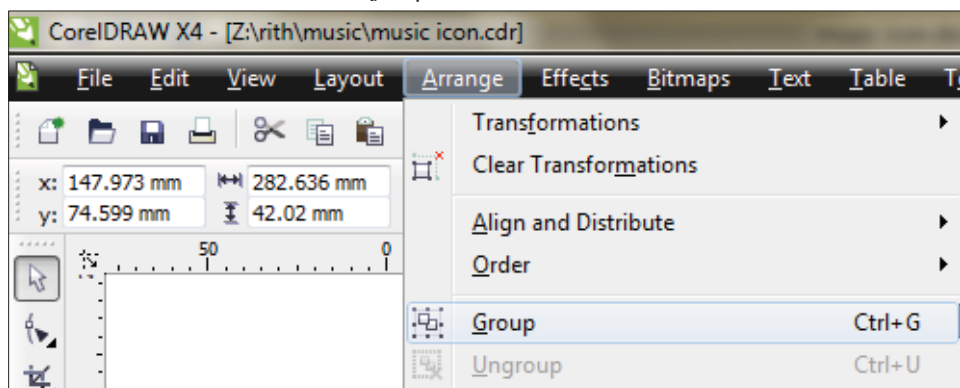 CorelDRAW X4 - [Z:\rith\music\music icon.cdr]
File Edit View Layout Arrange Effects Bitmaps Text Table
Transformations
Clear Transformations
x: 147.973 mm 282.636 mm
y: 74.599 mm 42.02 mm
Align and Distribute
50 0
Order
Group Ctrl+G
Ungroup Ctrl+U